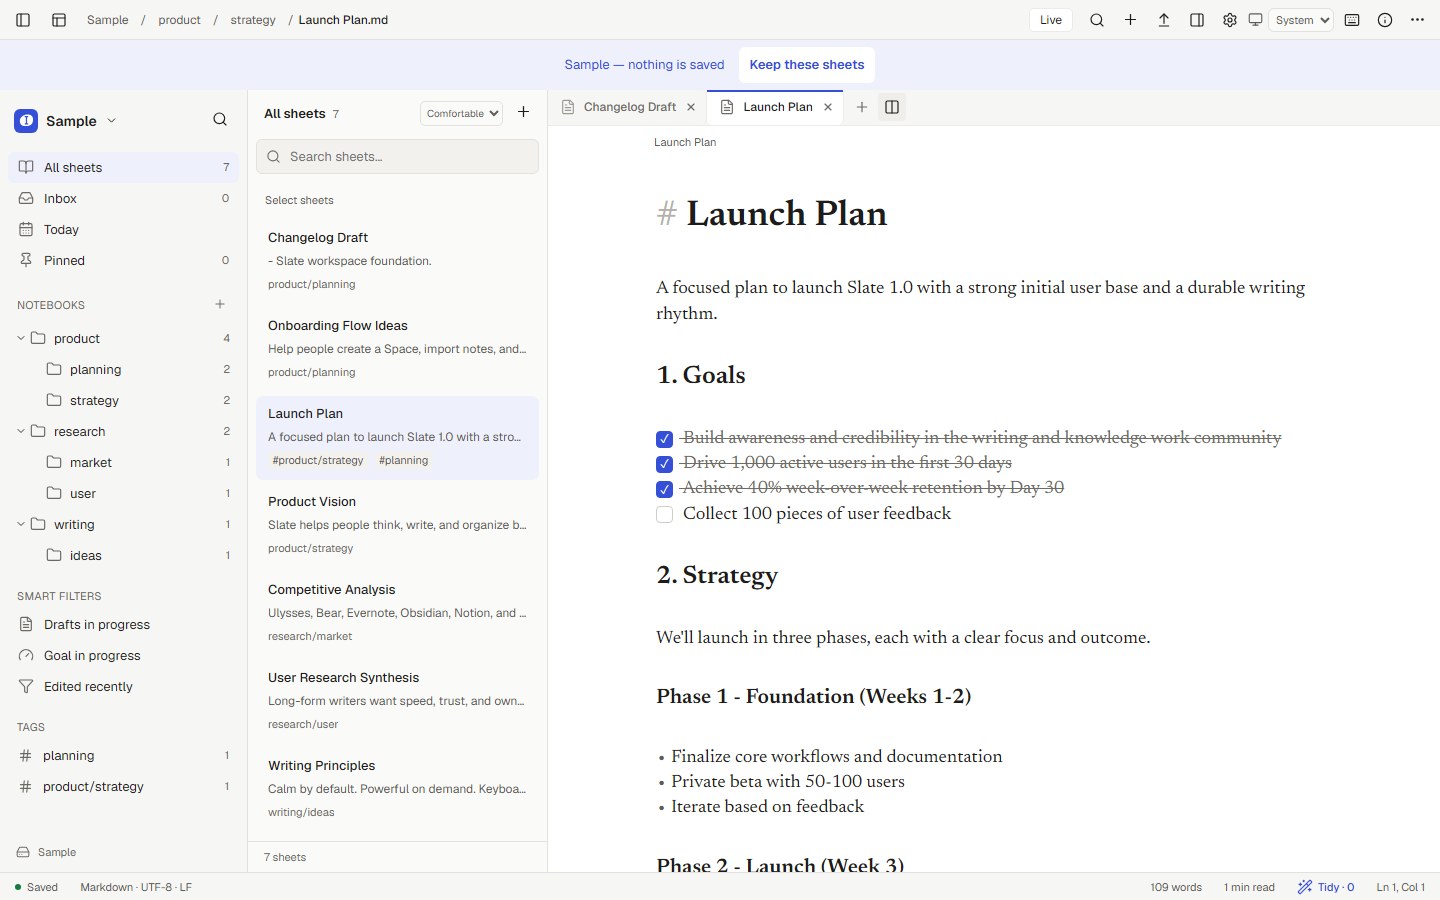 Sample / product / strategy / Launch Plan.md
Live
System
Sample — nothing is saved
Keep these sheets
Sample
All sheets 7
Inbox 0
Today
Pinned 0
NOTEBOOKS
product 4
planning 2
strategy 2
research 2
market 1
user 1
writing 1
ideas 1
SMART FILTERS
Drafts in progress
Goal in progress
Edited recently
TAGS
# planning 1
# product/strategy 1
Sample
All sheets 7
Comfortable
Search sheets...
Select sheets
Changelog Draft
- Slate workspace foundation.
product/planning
Onboarding Flow Ideas
Help people create a Space, import notes, and...
product/planning
Launch Plan
A focused plan to launch Slate 1.0 with a stro...
#product/strategy #planning
Product Vision
Slate helps people think, write, and organize b...
product/strategy
Competitive Analysis
Ulysses, Bear, Evernote, Obsidian, Notion, and ...
research/market
User Research Synthesis
Long-form writers want speed, trust, and own...
research/user
Writing Principles
Calm by default. Powerful on demand. Keyboa...
writing/ideas
7 sheets
Changelog Draft
Launch Plan
Launch Plan
# Launch Plan
A focused plan to launch Slate 1.0 with a strong initial user base and a durable writing
rhythm.
1. Goals
Build awareness and credibility in the writing and knowledge work community
Drive 1,000 active users in the first 30 days
Achieve 40% week-over-week retention by Day 30
Collect 100 pieces of user feedback
2. Strategy
We'll launch in three phases, each with a clear focus and outcome.
Phase 1 - Foundation (Weeks 1-2)
• Finalize core workflows and documentation
• Private beta with 50-100 users
• Iterate based on feedback
Phase 2 - Launch (Week 3)
Saved
Markdown · UTF-8 · LF
109 words
1 min read
Tidy · 0
Ln 1, Col 1